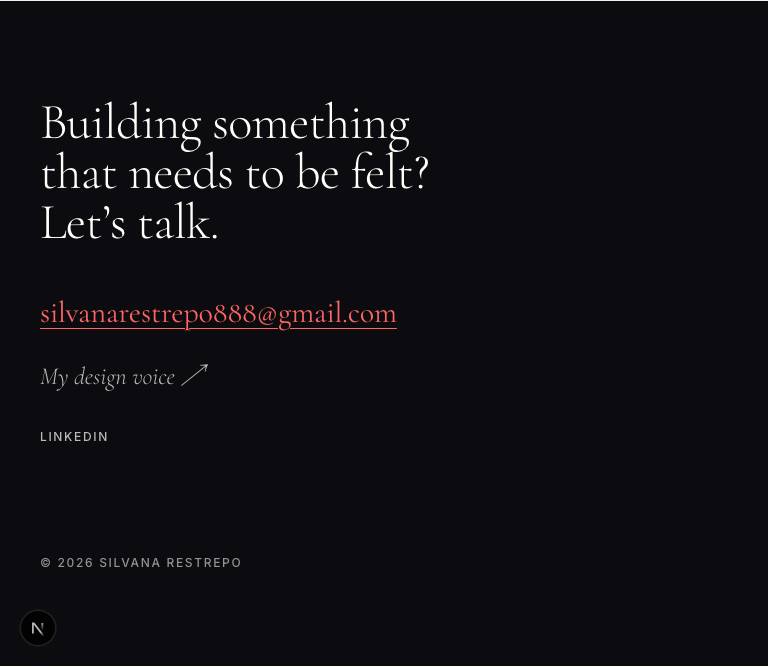 Building something
that needs to be felt?
Let’s talk.
silvanarestrepo888@gmail.com
My design voice ↗
LINKEDIN
© 2026 SILVANA RESTREPO
N